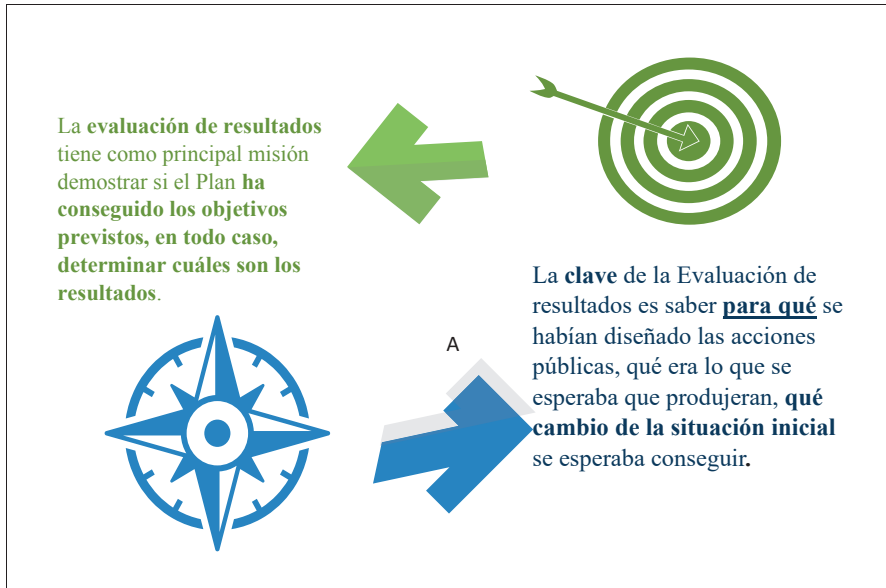 La evaluación de resultados
tiene como principal misión
demostrar si el Plan ha
conseguido los objetivos
previstos, en todo caso,
determinar cuáles son los
resultados.
A
La clave de la Evaluación de
resultados es saber para qué se
habían diseñado las acciones
públicas, qué era lo que se
esperaba que produjeran, qué
cambio de la situación inicial
se esperaba conseguir.